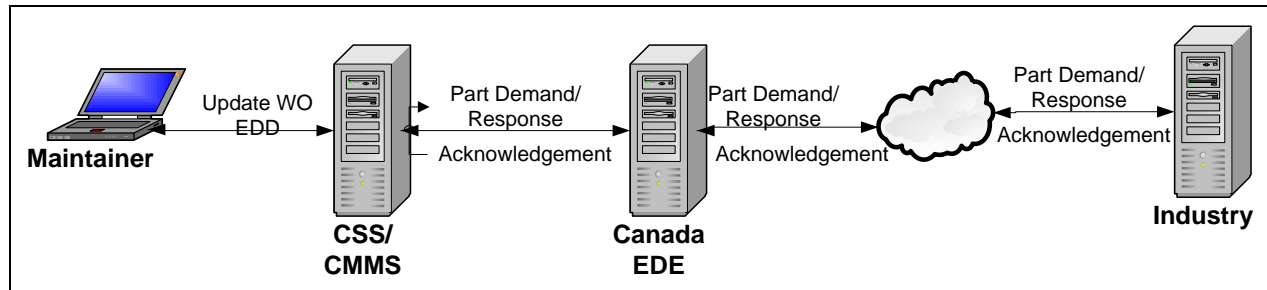 Maintainer
Update WO
EDD
CSS/
CMMS
Part Demand/
Response
Acknowledgement
Canada
EDE
Part Demand/
Response
Acknowledgement
Part Demand/
Response
Acknowledgement
Industry